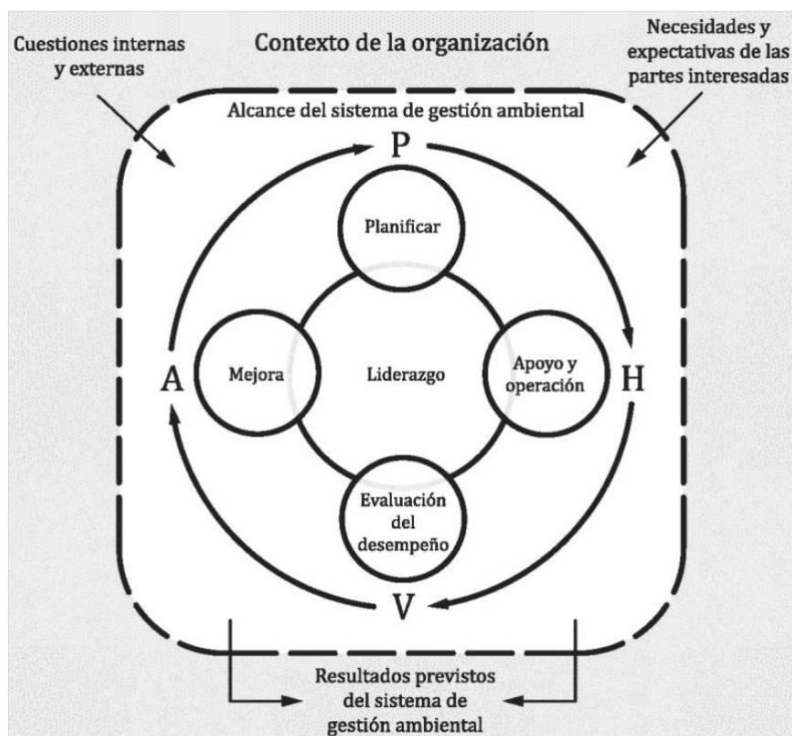 Cuestiones internas
y externas
Contexto de la organización
Necesidades y
expectativas de las
partes interesadas
Alcance del sistema de gestión ambiental
P
Planificar
A
Mejora
Liderazgo
Apoyo y
operación
H
Evaluación
del
desempeño
V
Resultados previstos
del sistema de
gestión ambiental